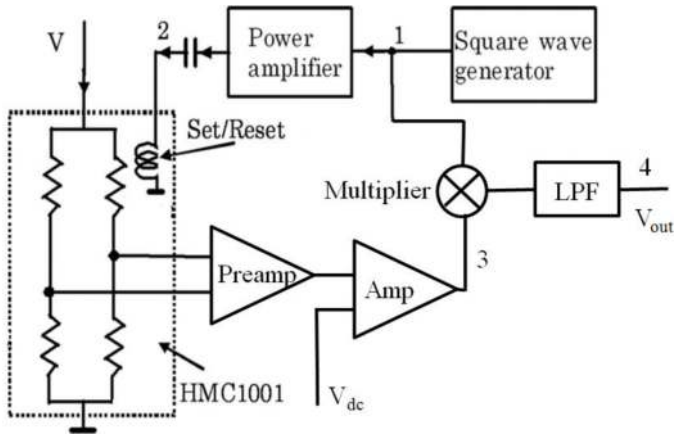 V
2
Power
amplifier
1
Square wave
generator
Set/Reset
Multiplier
LPF
4
V_out
3
Preamp
Amp
HMC1001
V_dc